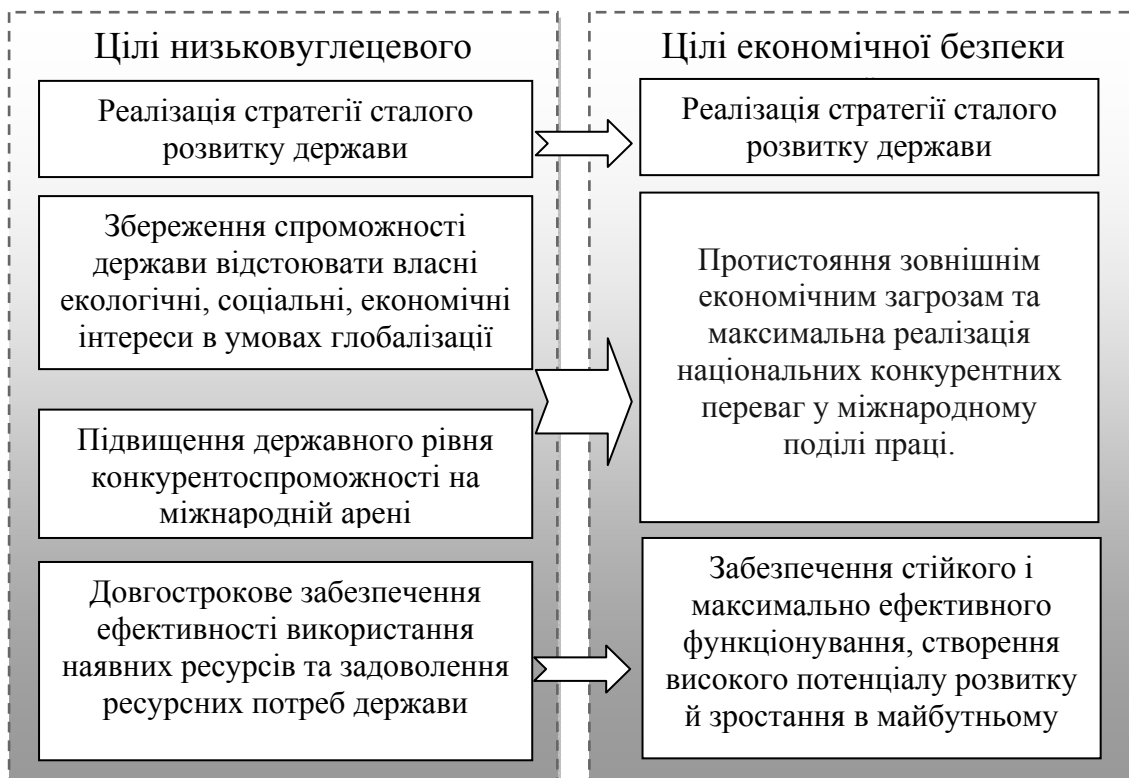 Цілі низьковуглецевого
Реалізація стратегії сталого
розвитку держави
Збереження спроможності
держави відстоювати власні
екологічні, соціальні, економічні
інтереси в умовах глобалізації
Підвищення державного рівня
конкурентоспроможності на
міжнародній арені
Довгострокове забезпечення
ефективності використання
наявних ресурсів та задоволення
ресурсних потреб держави
Цілі економічної безпеки
Реалізація стратегії сталого
розвитку держави
Протистояння зовнішнім
економічним загрозам та
максимальна реалізація
національних конкурентних
переваг у міжнародному
поділі праці.
Забезпечення стійкого і
максимально ефективного
функціонування, створення
високого потенціалу розвитку
й зростання в майбутньому